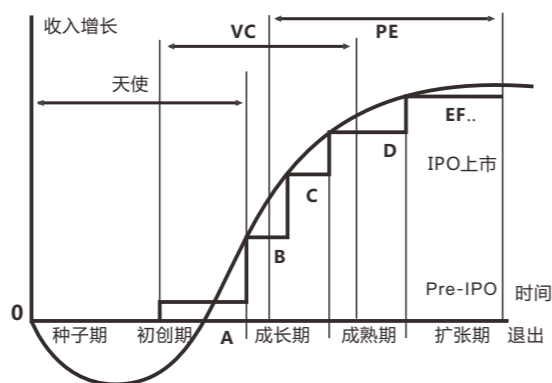 收入增长
VC
PE
天使
EF..
D
IPO上市
C
B
Pre-IPO
时间
0
种子期
初创期
A
成长期
成熟期
扩张期
退出